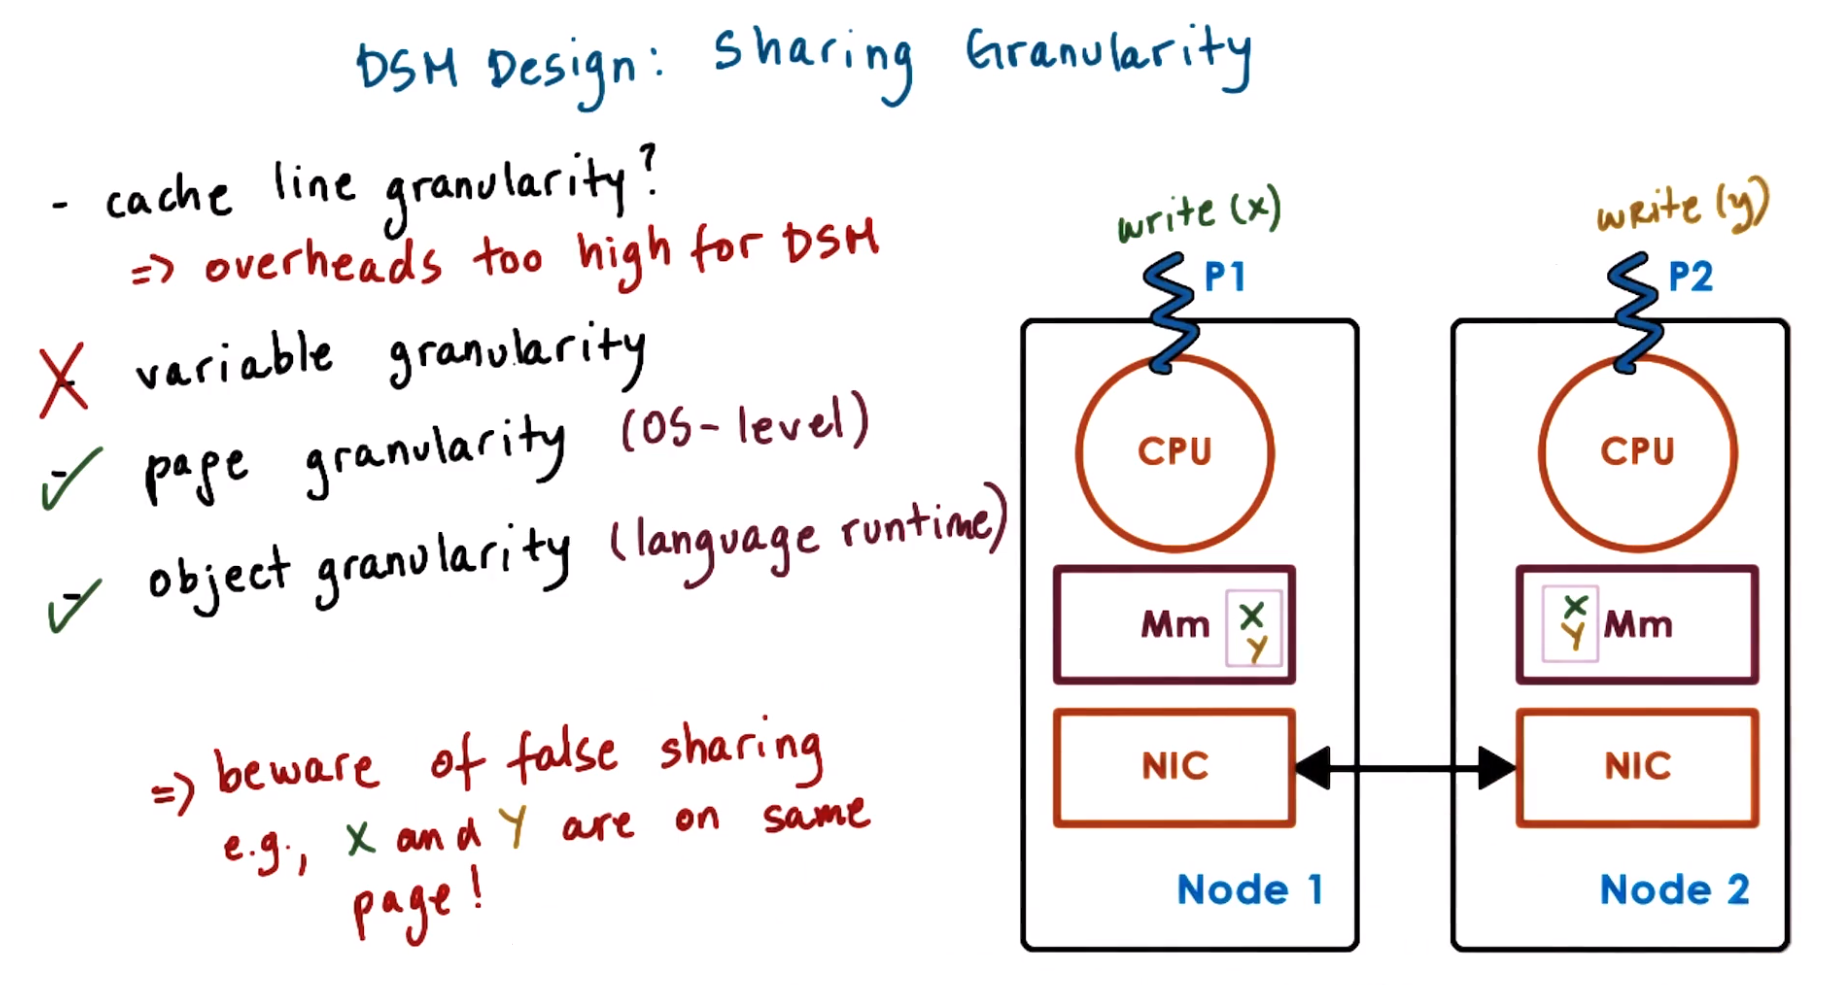 DSM Design: Sharing Granularity
- cache line granularity?
=> overheads too high for DSM
- variable granularity
- page granularity (OS-level)
- object granularity (language runtime)
=> beware of false sharing
e.g., X and Y are on same
page!
write (x)
P1
CPU
Mm
X
Y
NIC
Node 1
write (y)
P2
CPU
X
Y
Mm
NIC
Node 2